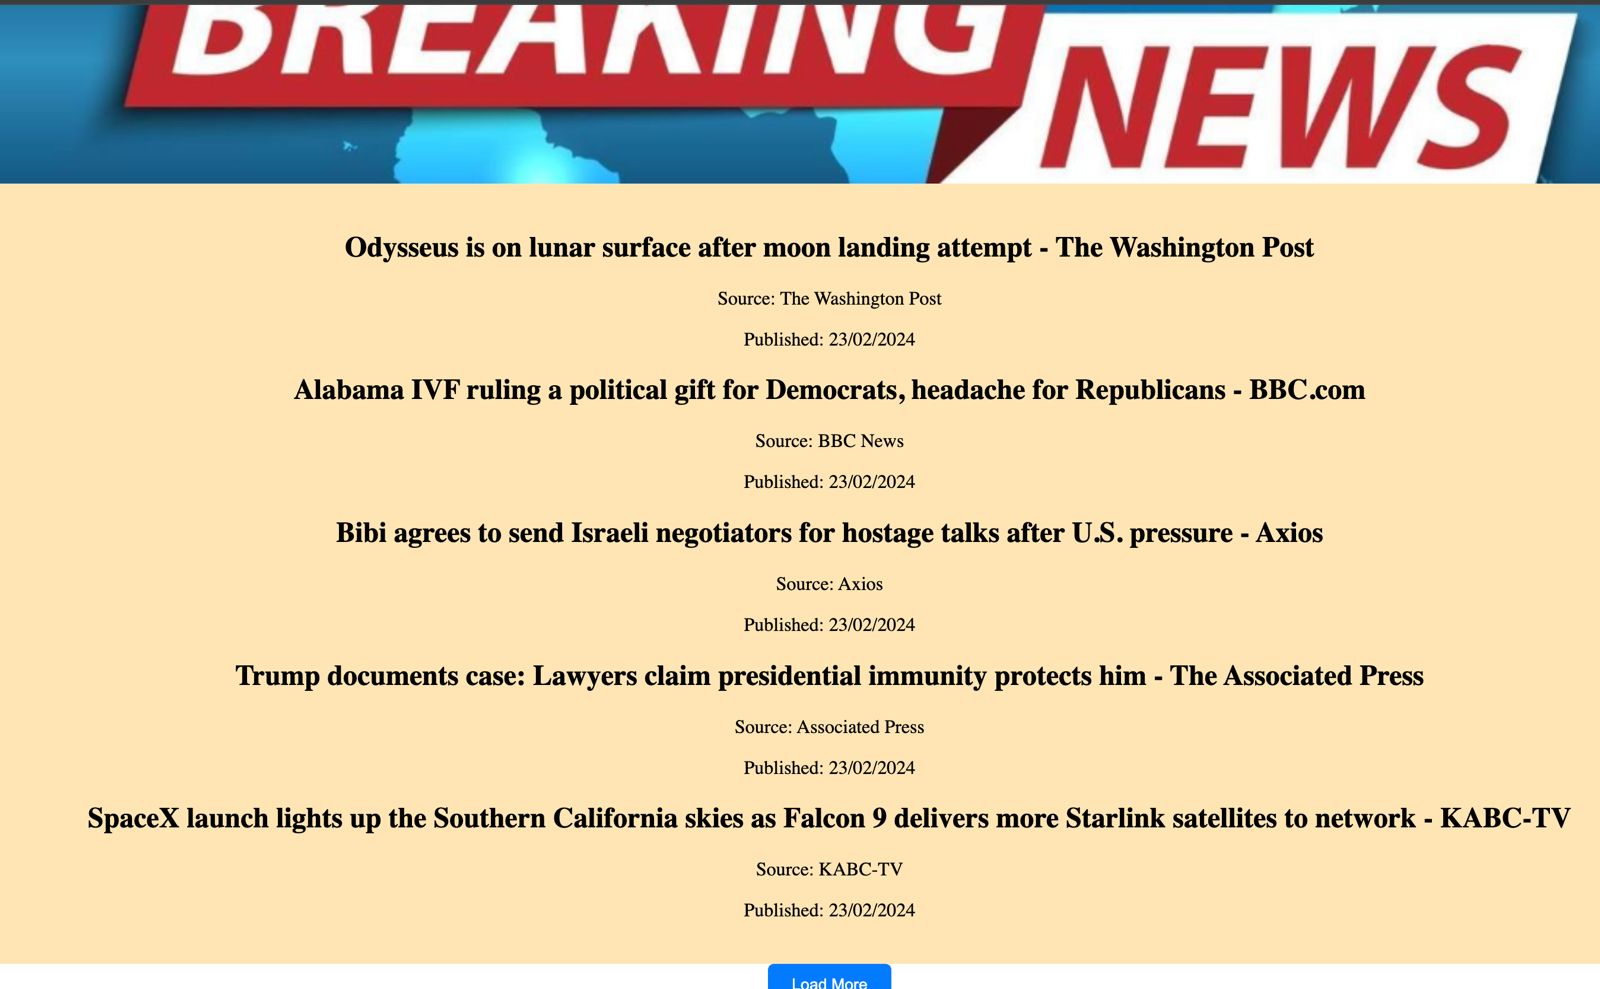 BREAKING
NEWS
Odysseus is on lunar surface after moon landing attempt - The Washington Post
Source: The Washington Post
Published: 23/02/2024
Alabama IVF ruling a political gift for Democrats, headache for Republicans - BBC.com
Source: BBC News
Published: 23/02/2024
Bibi agrees to send Israeli negotiators for hostage talks after U.S. pressure - Axios
Source: Axios
Published: 23/02/2024
Trump documents case: Lawyers claim presidential immunity protects him - The Associated Press
Source: Associated Press
Published: 23/02/2024
SpaceX launch lights up the Southern California skies as Falcon 9 delivers more Starlink satellites to network - KABC-TV
Source: KABC-TV
Published: 23/02/2024
Load More